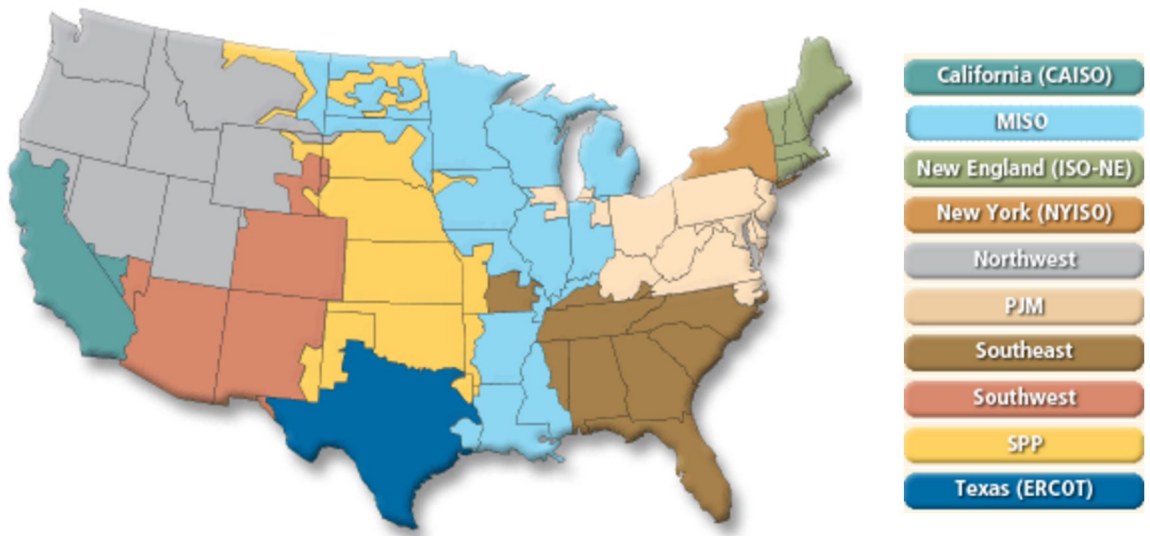 California (CAISO)
MISO
New England (ISO-NE)
New York (NYISO)
Northwest
PJM
Southeast
Southwest
SPP
Texas (ERCOT)